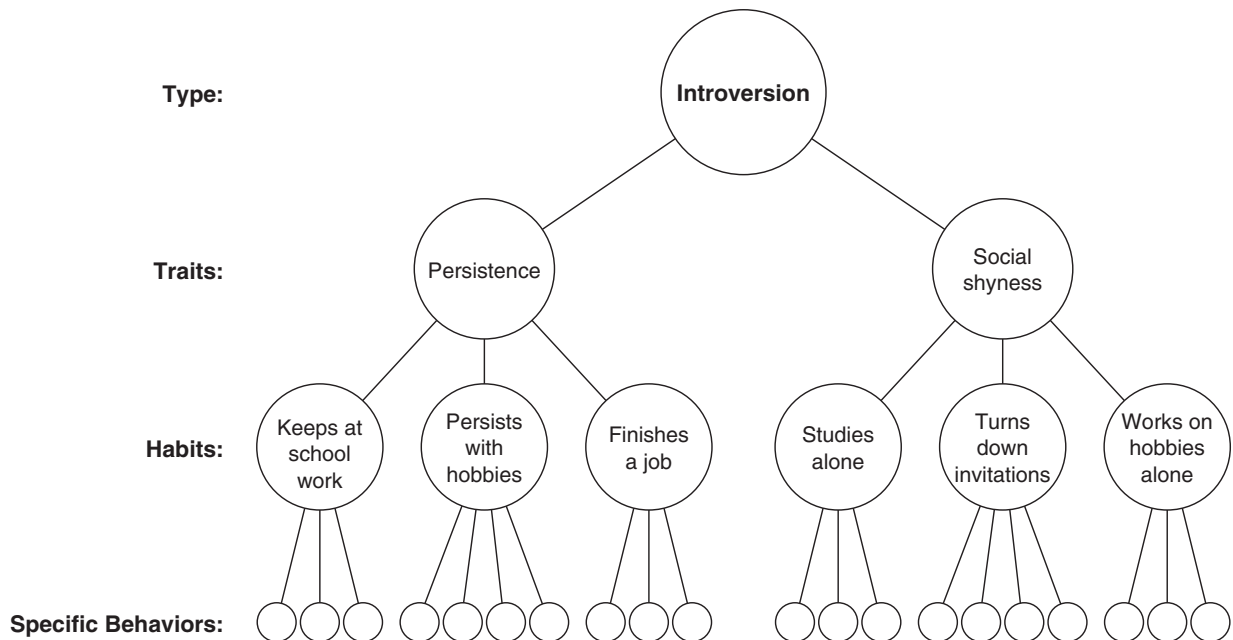 Type:
Introversion
Traits:
Persistence
Social
shyness
Habits:
Keeps at
school
work
Persists
with
hobbies
Finishes
a job
Studies
alone
Turns
down
invitations
Works on
hobbies
alone
Specific Behaviors: